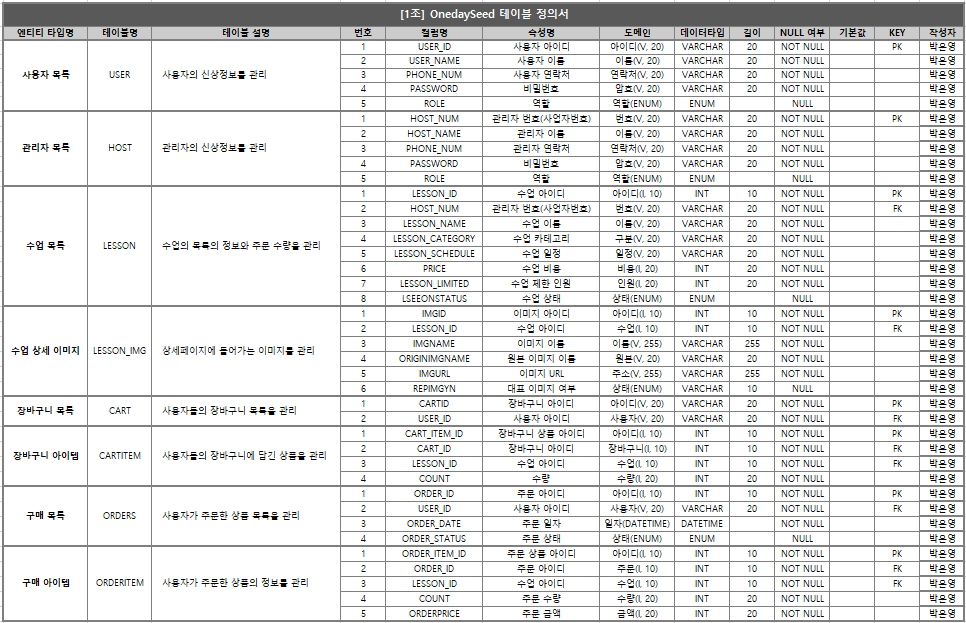 [1조] OnedaySeed 테이블 정의서
엔티티 타입명 테이블명 테이블 설명 번호 컬럼명 속성명 도메인 데이터타입 길이 NULL 여부 기본값 KEY 작성자
사용자 목록 USER 사용자의 신상정보를 관리
1 USER_ID 사용자 아이디 아이디(V, 20) VARCHAR 20 NOT NULL PK 박은영
2 USER_NAME 사용자 이름 이름(V, 20) VARCHAR 20 NOT NULL 박은영
3 PHONE_NUM 사용자 연락처 연락처(V, 20) VARCHAR 20 NOT NULL 박은영
4 PASSWORD 비밀번호 암호(V, 20) VARCHAR 20 NOT NULL 박은영
5 ROLE 역할 역할(ENUM) ENUM NULL 박은영
관리자 목록 HOST 관리자의 신상정보를 관리
1 HOST_NUM 관리자 번호(사업자번호) 번호(V, 20) VARCHAR 20 NOT NULL PK 박은영
2 HOST_NAME 관리자 이름 이름(V, 20) VARCHAR 20 NOT NULL 박은영
3 PHONE_NUM 관리자 연락처 연락처(V, 20) VARCHAR 20 NOT NULL 박은영
4 PASSWORD 비밀번호 암호(V, 20) VARCHAR 20 NOT NULL 박은영
5 ROLE 역할 역할(ENUM) ENUM NULL 박은영
수업 목록 LESSON 수업의 목록의 정보와 주문 수량을 관리
1 LESSON_ID 수업 아이디 아이디(I, 10) INT 10 NOT NULL PK 박은영
2 HOST_NUM 관리자 번호(사업자번호) 번호(V, 20) VARCHAR 20 NOT NULL FK 박은영
3 LESSON_NAME 수업 이름 이름(V, 20) VARCHAR 20 NOT NULL 박은영
4 LESSON_CATEGORY 수업 카테고리 구분(V, 20) VARCHAR 20 NOT NULL 박은영
5 LESSON_SCHEDULE 수업 일정 일정(V, 20) VARCHAR 20 NOT NULL 박은영
6 PRICE 수업 비용 비용(I, 20) INT 20 NOT NULL 박은영
7 LESSON_LIMITED 수업 제한 인원 인원(I, 20) INT 20 NOT NULL 박은영
8 LSEEONSTATUS 수업 상태 상태(ENUM) ENUM NULL 박은영
수업 상세 이미지 LESSON_IMG 상세페이지에 들어가는 이미지를 관리
1 IMGID 이미지 아이디 아이디(I, 10) INT 10 NOT NULL PK 박은영
2 LESSON_ID 수업 아이디 수업(I, 10) INT 10 NOT NULL FK 박은영
3 IMGNAME 이미지 이름 이름(V, 255) VARCHAR 255 NOT NULL 박은영
4 ORIGINIMGNAME 원본 이미지 이름 원본(V, 20) VARCHAR 20 NOT NULL 박은영
5 IMGURL 이미지 URL 주소(V, 255) VARCHAR 255 NOT NULL 박은영
6 REPIMGYN 대표 이미지 여부 상태(ENUM) VARCHAR 10 NULL 박은영
장바구니 목록 CART 사용자들의 장바구니 목록을 관리
1 CARTID 장바구니 아이디 아이디(V, 20) VARCHAR 20 NOT NULL PK 박은영
2 USER_ID 사용자 아이디 사용자(V, 20) VARCHAR 20 NOT NULL FK 박은영
장바구니 아이템 CARTITEM 사용자들의 장바구니에 담긴 상품을 관리
1 CART_ITEM_ID 장바구니 상품 아이디 아이디(I, 10) INT 10 NOT NULL PK 박은영
2 CART_ID 장바구니 아이디 장바구니(I, 10) INT 10 NOT NULL FK 박은영
3 LESSON_ID 수업 아이디 수업(I, 10) INT 10 NOT NULL FK 박은영
4 COUNT 수량 수량(I, 20) INT 20 NOT NULL 박은영
구매 목록 ORDERS 사용자가 주문한 상품 목록을 관리
1 ORDER_ID 주문 아이디 아이디(I, 10) INT 10 NOT NULL PK 박은영
2 USER_ID 사용자 아이디 사용자(V, 20) VARCHAR 20 NOT NULL FK 박은영
3 ORDER_DATE 주문 일자 일자(DATETIME) DATETIME NOT NULL 박은영
4 ORDER_STATUS 주문 상태 상태(ENUM) ENUM NULL 박은영
구매 아이템 ORDERITEM 사용자가 주문한 상품의 정보를 관리
1 ORDER_ITEM_ID 주문 상품 아이디 아이디(I, 10) INT 10 NOT NULL PK 박은영
2 ORDER_ID 주문 아이디 주문(I, 10) INT 10 NOT NULL FK 박은영
3 LESSON_ID 수업 아이디 수업(I, 10) INT 10 NOT NULL FK 박은영
4 COUNT 주문 수량 수량(I, 20) INT 20 NOT NULL 박은영
5 ORDERPRICE 주문 금액 금액(I, 20) INT 20 NOT NULL 박은영